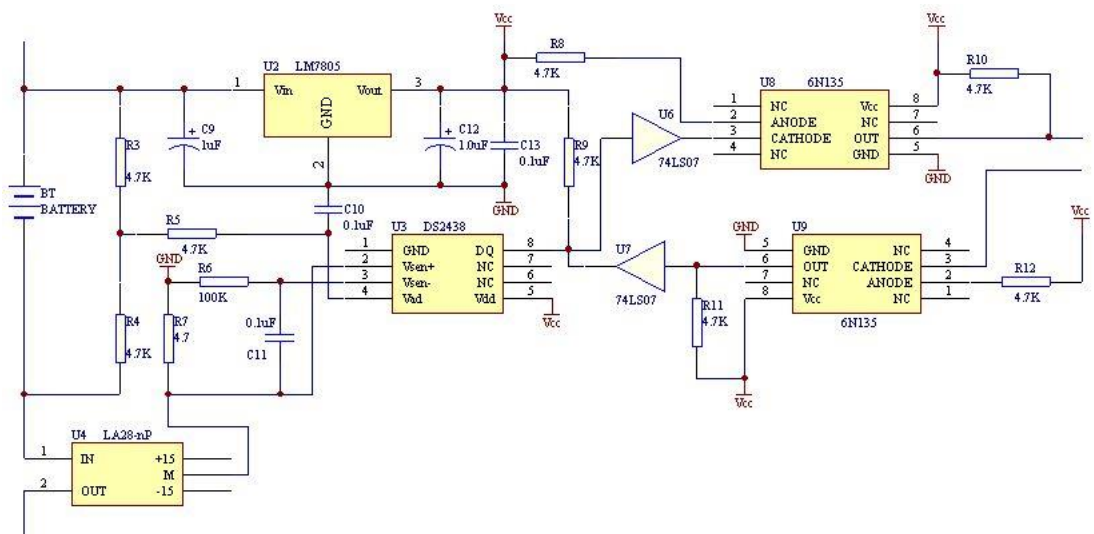 Vcc
R8
4.7K
U2 LM7805
1 Vin Vout 3
GND
2
C9
1uF
C12
1.0uF
C13
0.1uF
GND
R3
4.7K
BT
BATTERY
R9
4.7K
U6
74LS07
U8 6N135
1 NC Vcc 8
2 ANODE NC 7
3 CATHODE OUT 6
4 NC GND 5
Vcc
R10
4.7K
GND
C10
0.1uF
R5
4.7K
GND
R6
100K
R4
4.7K
R7
4.7
0.1uF
C11
U3 DS2438
1 GND DQ 8
2 Vsen+ NC 7
3 Vsen- NC 6
4 Vad Vdd 5
Vcc
U7
74LS07
R11
4.7K
Vcc
GND
U9
5 GND NC 4
6 OUT CATHODE 3
7 NC ANODE 2
8 Vcc NC 1
6N135
R12
4.7K
Vcc
U4 LA28-nP
1 IN +15
M
2 OUT -15